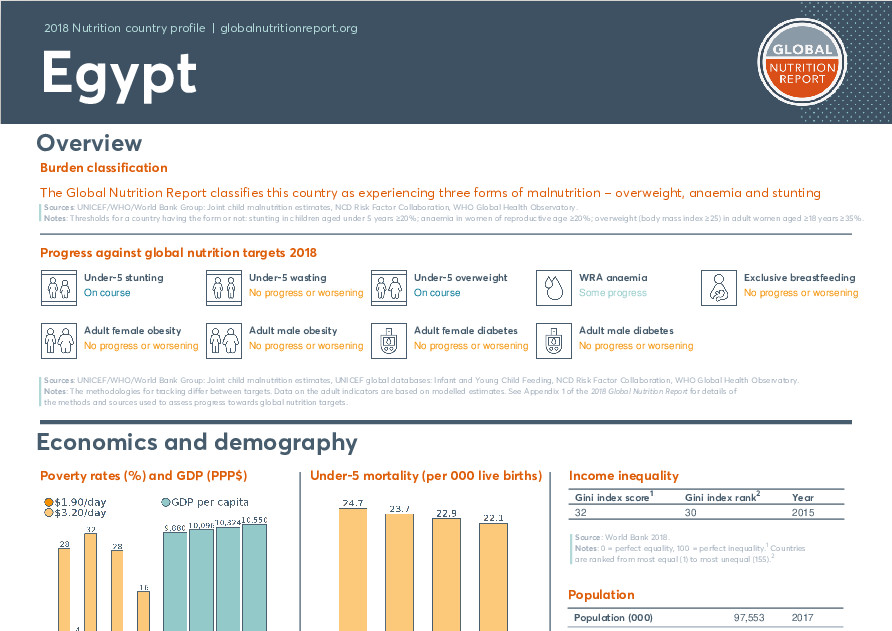 2018 Nutrition country profile | globalnutritionreport.org
Egypt
GLOBAL
NUTRITION
REPORT
Overview
Burden classification
The Global Nutrition Report classifies this country as experiencing three forms of malnutrition – overweight, anaemia and stunting
Sources: UNICEF/WHO/World Bank Group: Joint child malnutrition estimates, NCD Risk Factor Collaboration, WHO Global Health Observatory.
Notes: Thresholds for a country having the form or not: stunting in children aged under 5 years ≥20%; anaemia in women of reproductive age ≥20%; overweight (body mass index ≥25) in adult women aged ≥18 years ≥35%.
Progress against global nutrition targets 2018
Under-5 stunting
On course
Under-5 wasting
No progress or worsening
Under-5 overweight
On course
WRA anaemia
Some progress
Exclusive breastfeeding
No progress or worsening
Adult female obesity
No progress or worsening
Adult male obesity
No progress or worsening
Adult female diabetes
No progress or worsening
Adult male diabetes
No progress or worsening
Sources: UNICEF/WHO/World Bank Group: Joint child malnutrition estimates, UNICEF global databases: Infant and Young Child Feeding, NCD Risk Factor Collaboration, WHO Global Health Observatory.
Notes: The methodologies for tracking differ between targets. Data on the adult indicators are based on modelled estimates. See Appendix 1 of the 2018 Global Nutrition Report for details of
the methods and sources used to assess progress towards global nutrition targets.
Economics and demography
Poverty rates (%) and GDP (PPP$)
$1.90/day
$3.20/day
GDP per capita
28
4
32
28
16
9,880 10,096 10,324 10,550
Under-5 mortality (per 000 live births)
24.7
23.7
22.9
22.1
Income inequality
Gini index score1 Gini index rank2 Year
32 30 2015
Source: World Bank 2018.
Notes: 0 = perfect equality, 100 = perfect inequality.1 Countries
are ranked from most equal (1) to most unequal (155).2
Population
Population (000) 97,553 2017